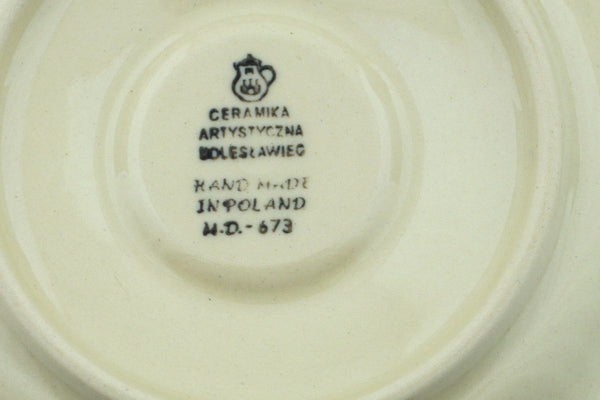 CERAMIKA
ARTYSTYCZNA
BOLESŁAWIEC
HAND MADE
IN POLAND
M.D.-673